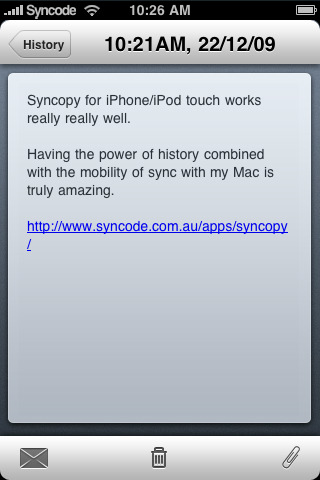 Syncode 10:26 AM
History 10:21AM, 22/12/09
Syncopy for iPhone/iPod touch works
really really well.
Having the power of history combined
with the mobility of sync with my Mac is
truly amazing.
http://www.syncode.com.au/apps/syncopy
/